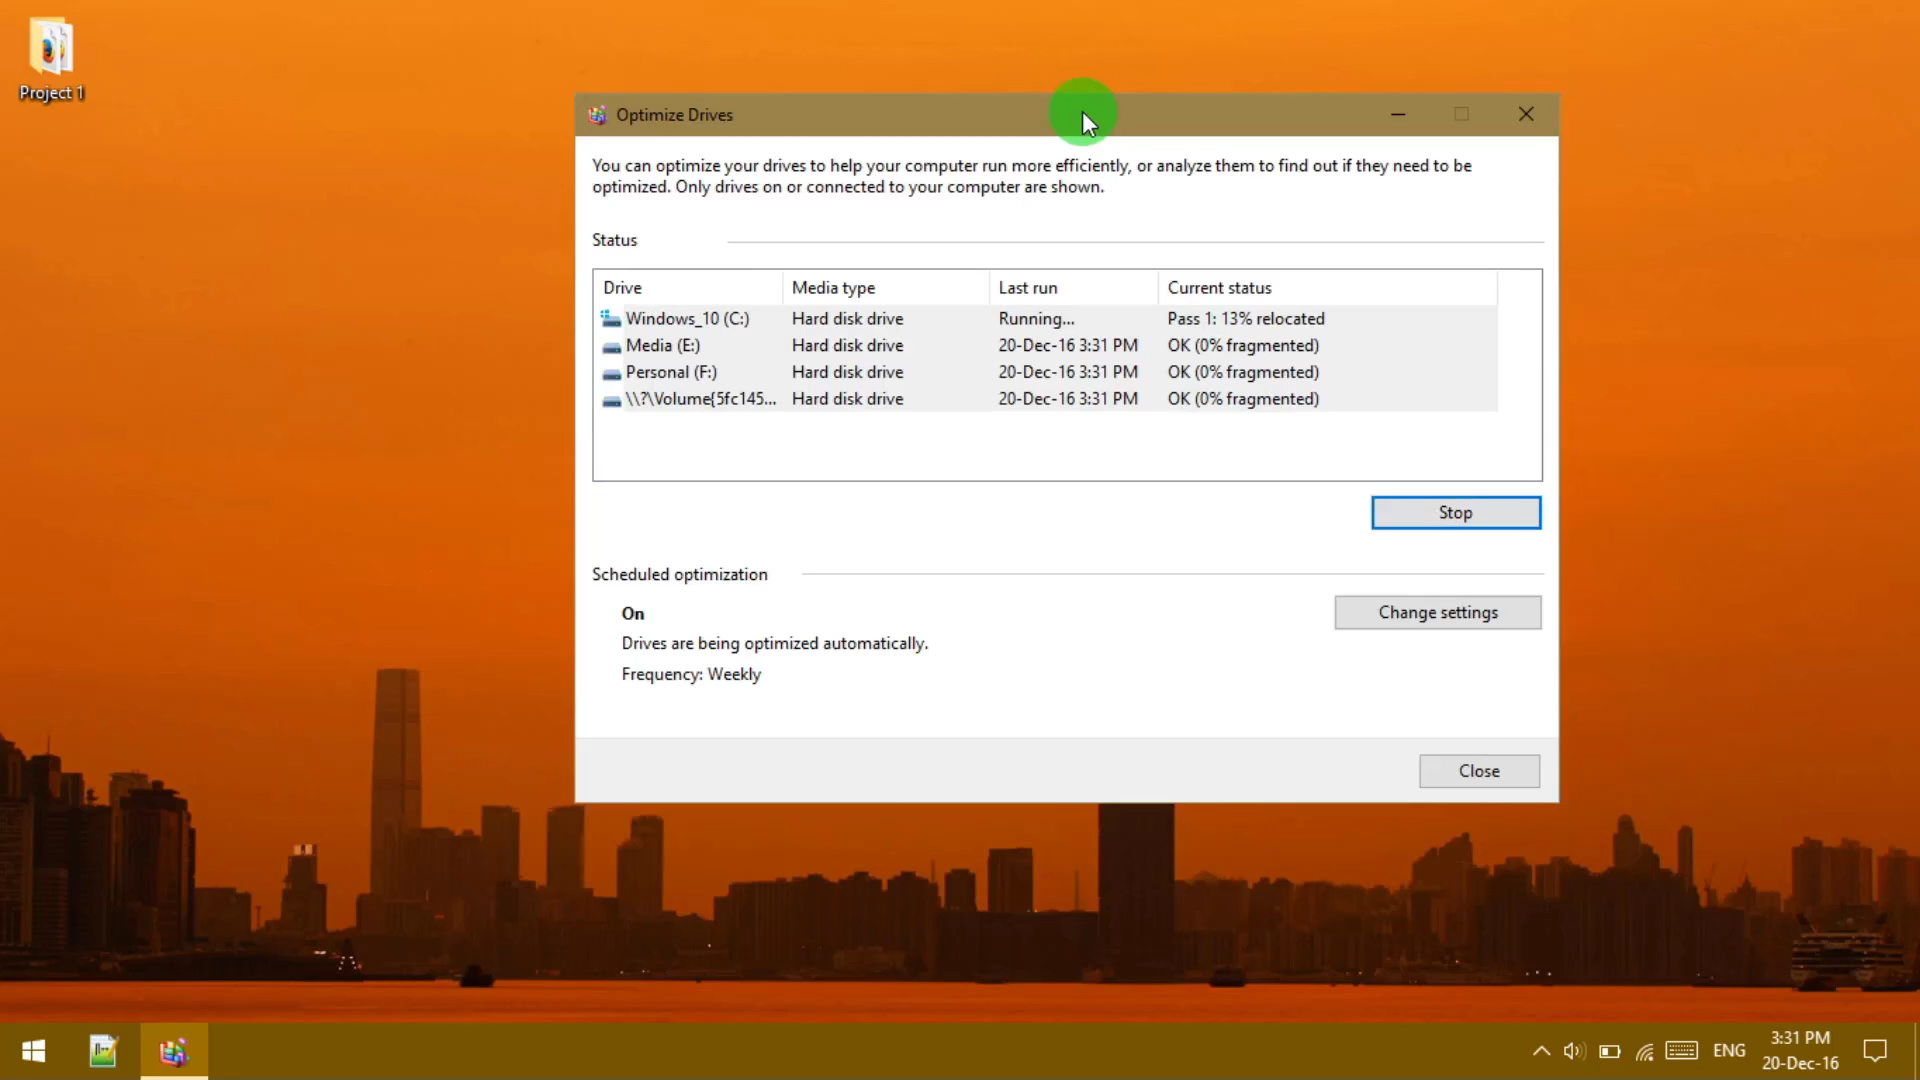 Project 1
Optimize Drives
You can optimize your drives to help your computer run more efficiently, or analyze them to find out if they need to be
optimized. Only drives on or connected to your computer are shown.
Status
Drive Media type Last run Current status
Windows_10 (C:) Hard disk drive Running... Pass 1: 13% relocated
Media (E:) Hard disk drive 20-Dec-16 3:31 PM OK (0% fragmented)
Personal (F:) Hard disk drive 20-Dec-16 3:31 PM OK (0% fragmented)
\\?\Volume{5fc145... Hard disk drive 20-Dec-16 3:31 PM OK (0% fragmented)
Stop
Scheduled optimization
On
Change settings
Drives are being optimized automatically.
Frequency: Weekly
Close
ENG
3:31 PM
20-Dec-16